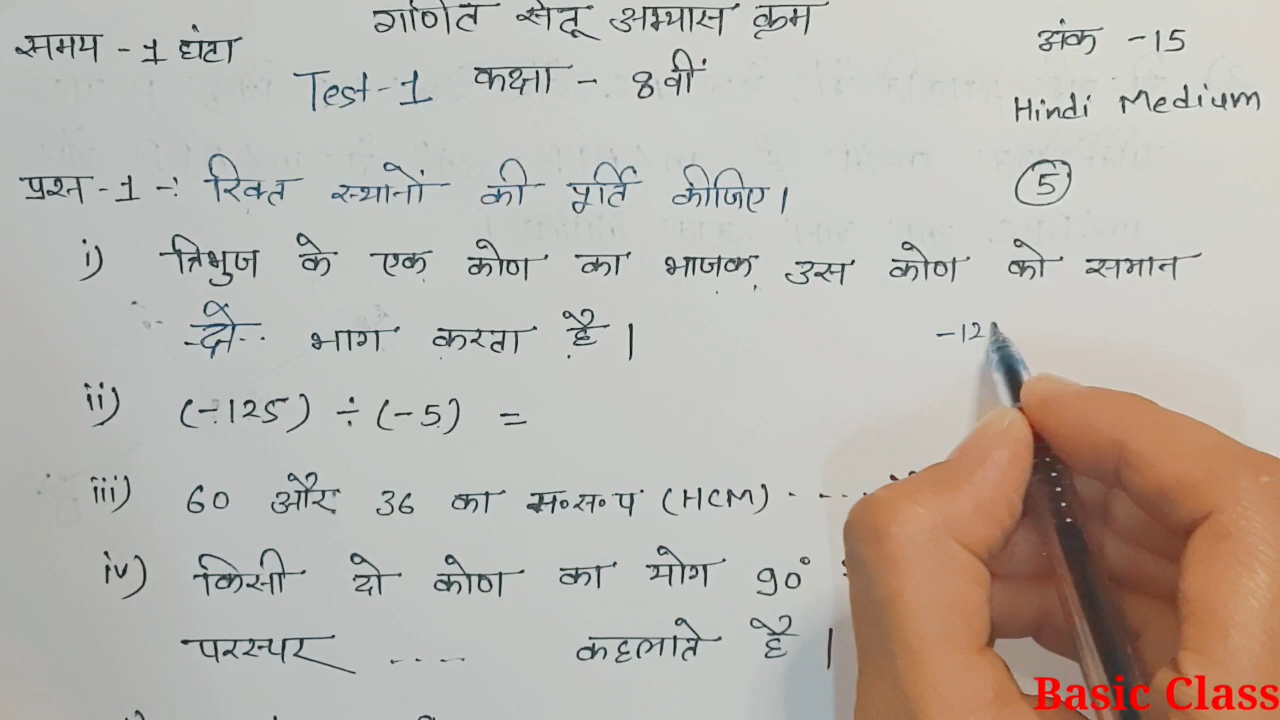 गणित सेतू अभ्यास क्रम
समय - 1 घंटा
अंक - 15
Test-1 कक्षा - 8वीं
Hindi Medium
प्रश्न-1 -: रिक्त स्थानों की पूर्ति कीजिए।
(5)
i) त्रिभुज के एक कोण का भाजक उस कोण को समान
दो भाग करता है।
-12
ii) (-125) ÷ (-5) =
iii) 60 और 36 का म०स०प (HCM) ....
iv) किसी दो कोण का योग 90°
परस्पर .... कहलाते है।
Basic Class